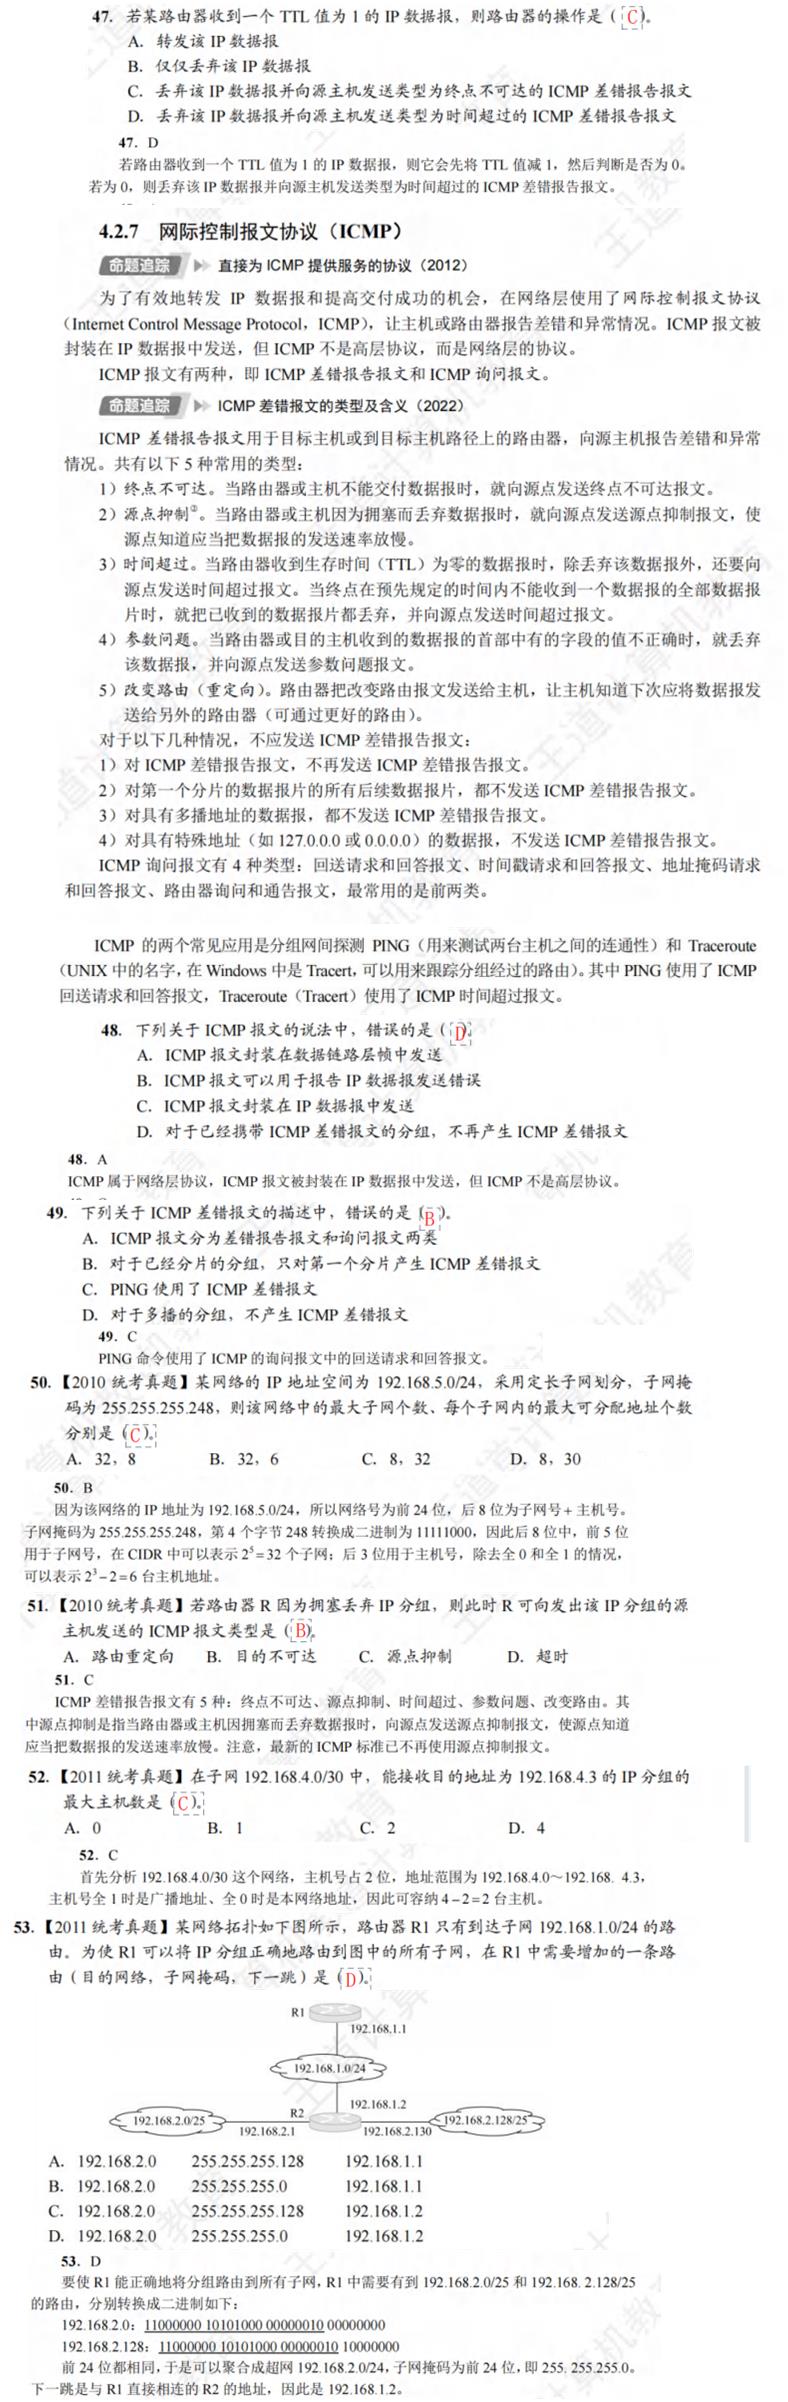 47. 若某路由器收到一个 TTL 值为 1 的 IP 数据报，则路由器的操作是（ C ）。
A. 转发该 IP 数据报
B. 仅仅丢弃该 IP 数据报
C. 丢弃该 IP 数据报并向源主机发送类型为终点不可达的 ICMP 差错报告报文
D. 丢弃该 IP 数据报并向源主机发送类型为时间超过的 ICMP 差错报告报文
47. D
若路由器收到一个 TTL 值为 1 的 IP 数据报，则它会先将 TTL 值减 1，然后判断是否为 0。
若为 0，则丢弃该 IP 数据报并向源主机发送类型为时间超过的 ICMP 差错报告报文。
4.2.7 网际控制报文协议（ICMP）
命题追踪 直接为 ICMP 提供服务的协议（2012）
为了有效地转发 IP 数据报和提高交付成功的机会，在网络层使用了网际控制报文协议
（Internet Control Message Protocol，ICMP），让主机或路由器报告差错和异常情况。ICMP 报文被
封装在 IP 数据报中发送，但 ICMP 不是高层协议，而是网络层的协议。
ICMP 报文有两种，即 ICMP 差错报告报文和 ICMP 询问报文。
命题追踪 ICMP 差错报文的类型及含义（2022）
ICMP 差错报告报文用于目标主机或到目标主机路径上的路由器，向源主机报告差错和异常
情况。共有以下 5 种常用的类型：
1）终点不可达。当路由器或主机不能交付数据报时，就向源点发送终点不可达报文。
2）源点抑制②。当路由器或主机因为拥塞而丢弃数据报时，就向源点发送源点抑制报文，使
源点知道应当把数据报的发送速率放慢。
3）时间超过。当路由器收到生存时间（TTL）为零的数据报时，除丢弃该数据报外，还要向
源点发送时间超过报文。当终点在预先规定的时间内不能收到一个数据报的全部数据报
片时，就把已收到的数据报片都丢弃，并向源点发送时间超过报文。
4）参数问题。当路由器或目的主机收到的数据报的首部中有的字段的值不正确时，就丢弃
该数据报，并向源点发送参数问题报文。
5）改变路由（重定向）。路由器把改变路由报文发送给主机，让主机知道下次应将数据报发
送给另外的路由器（可通过更好的路由）。
对于以下几种情况，不应发送 ICMP 差错报告报文：
1）对 ICMP 差错报告报文，不再发送 ICMP 差错报告报文。
2）对第一个分片的数据报片的所有后续数据报片，都不发送 ICMP 差错报告报文。
3）对具有多播地址的数据报，都不发送 ICMP 差错报告报文。
4）对具有特殊地址（如 127.0.0.0 或 0.0.0.0）的数据报，不发送 ICMP 差错报告报文。
ICMP 询问报文有 4 种类型：回送请求和回答报文、时间戳请求和回答报文、地址掩码请求
和回答报文、路由器询问和通告报文，最常用的是前两类。
ICMP 的两个常见应用是分组网间探测 PING（用来测试两台主机之间的连通性）和 Traceroute
（UNIX 中的名字，在 Windows 中是 Tracert，可以用来跟踪分组经过的路由）。其中 PING 使用了 ICMP
回送请求和回答报文，Traceroute（Tracert）使用了 ICMP 时间超过报文。
48. 下列关于 ICMP 报文的说法中，错误的是（ D ）。
A. ICMP 报文封装在数据链路层帧中发送
B. ICMP 报文可以用于报告 IP 数据报发送错误
C. ICMP 报文封装在 IP 数据报中发送
D. 对于已经携带 ICMP 差错报文的分组，不再产生 ICMP 差错报文
48. A
ICMP 属于网络层协议，ICMP 报文被封装在 IP 数据报中发送，但 ICMP 不是高层协议。
49. 下列关于 ICMP 差错报文的描述中，错误的是（ B ）。
A. ICMP 报文分为差错报告报文和询问报文两类
B. 对于已经分片的分组，只对第一个分片产生 ICMP 差错报文
C. PING 使用了 ICMP 差错报文
D. 对于多播的分组，不产生 ICMP 差错报文
49. C
PING 命令使用了 ICMP 的询问报文中的回送请求和回答报文。
50. 【2010 统考真题】某网络的 IP 地址空间为 192.168.5.0/24，采用定长子网划分，子网掩
码为 255.255.255.248，则该网络中的最大子网个数、每个子网内的最大可分配地址个数
分别是（ C ）。
A. 32，8 B. 32，6 C. 8，32 D. 8，30
50. B
因为该网络的 IP 地址为 192.168.5.0/24，所以网络号为前 24 位，后 8 位为子网号 + 主机号。
子网掩码为 255.255.255.248，第 4 个字节 248 转换成二进制为 11111000，因此后 8 位中，前 5 位
用于子网号，在 CIDR 中可以表示 2⁵ = 32 个子网；后 3 位用于主机号，除去全 0 和全 1 的情况，
可以表示 2³ − 2 = 6 台主机地址。
51. 【2010 统考真题】若路由器 R 因为拥塞丢弃 IP 分组，则此时 R 可向发出该 IP 分组的源
主机发送的 ICMP 报文类型是（ B ）。
A. 路由重定向 B. 目的不可达 C. 源点抑制 D. 超时
51. C
ICMP 差错报告报文有 5 种：终点不可达、源点抑制、时间超过、参数问题、改变路由。其
中源点抑制是指当路由器或主机因拥塞而丢弃数据报时，向源点发送源点抑制报文，使源点知道
应当把数据报的发送速率放慢。注意，最新的 ICMP 标准已不再使用源点抑制报文。
52. 【2011 统考真题】在子网 192.168.4.0/30 中，能接收目的地址为 192.168.4.3 的 IP 分组的
最大主机数是（ C ）。
A. 0 B. 1 C. 2 D. 4
52. C
首先分析 192.168.4.0/30 这个网络，主机号占 2 位，地址范围为 192.168.4.0～192.168. 4.3，
主机号全 1 时是广播地址、全 0 时是本网络地址，因此可容纳 4 − 2 = 2 台主机。
53. 【2011 统考真题】某网络拓扑如下图所示，路由器 R1 只有到达子网 192.168.1.0/24 的路
由。为使 R1 可以将 IP 分组正确地路由到图中的所有子网，在 R1 中需要增加的一条路
由（目的网络，子网掩码，下一跳）是（ D ）。
R1
192.168.1.1
192.168.1.0/24
192.168.1.2
R2
192.168.2.0/25
192.168.2.128/25
192.168.2.1
192.168.2.130
A. 192.168.2.0 255.255.255.128 192.168.1.1
B. 192.168.2.0 255.255.255.0 192.168.1.1
C. 192.168.2.0 255.255.255.128 192.168.1.2
D. 192.168.2.0 255.255.255.0 192.168.1.2
53. D
要使 R1 能正确地将分组路由到所有子网，R1 中需要有到 192.168.2.0/25 和 192.168. 2.128/25
的路由，分别转换成二进制如下：
192.168.2.0：11000000 10101000 00000010 00000000
192.168.2.128：11000000 10101000 00000010 10000000
前 24 位都相同，于是可以聚合成超网 192.168.2.0/24，子网掩码为前 24 位，即 255. 255.255.0。
下一跳是与 R1 直接相连的 R2 的地址，因此是 192.168.1.2。